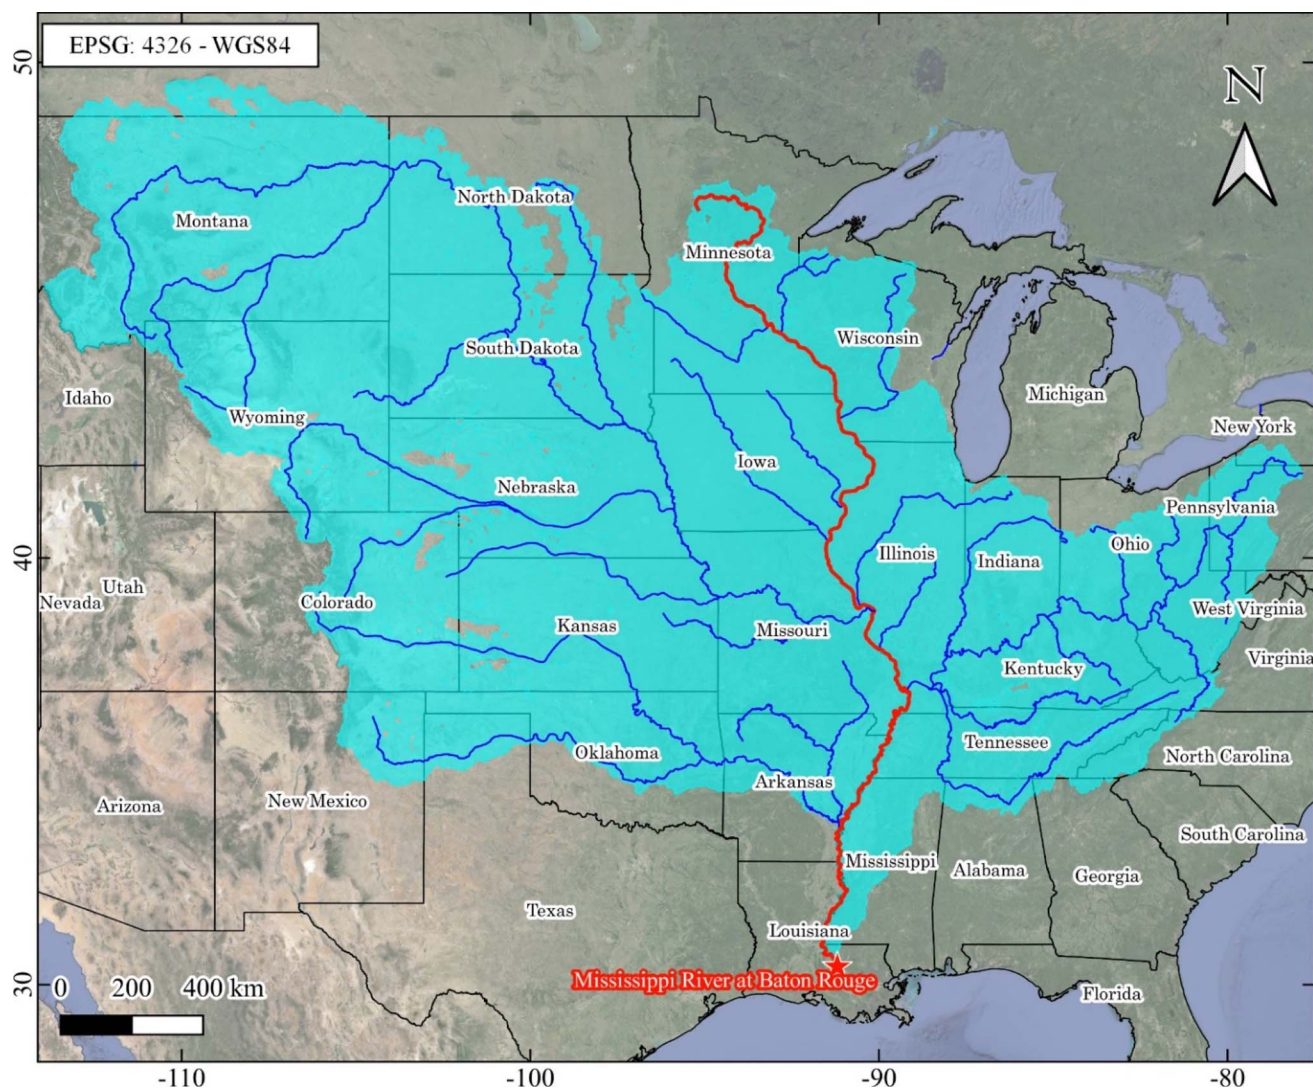 EPSG: 4326 - WGS84
50
N
North Dakota
Montana
Minnesota
Wisconsin
South Dakota
Idaho
Michigan
Wyoming
New York
Iowa
Nebraska
Pennsylvania
40
Illinois
Ohio
Indiana
Utah
Nevada
Colorado
West Virginia
Kansas
Missouri
Virginia
Kentucky
Tennessee
Oklahoma
North Carolina
Arkansas
New Mexico
Arizona
South Carolina
Mississippi
Alabama
Georgia
Texas
Louisiana
Mississippi River at Baton Rouge
30
0 200 400 km
Florida
-110 -100 -90 -80